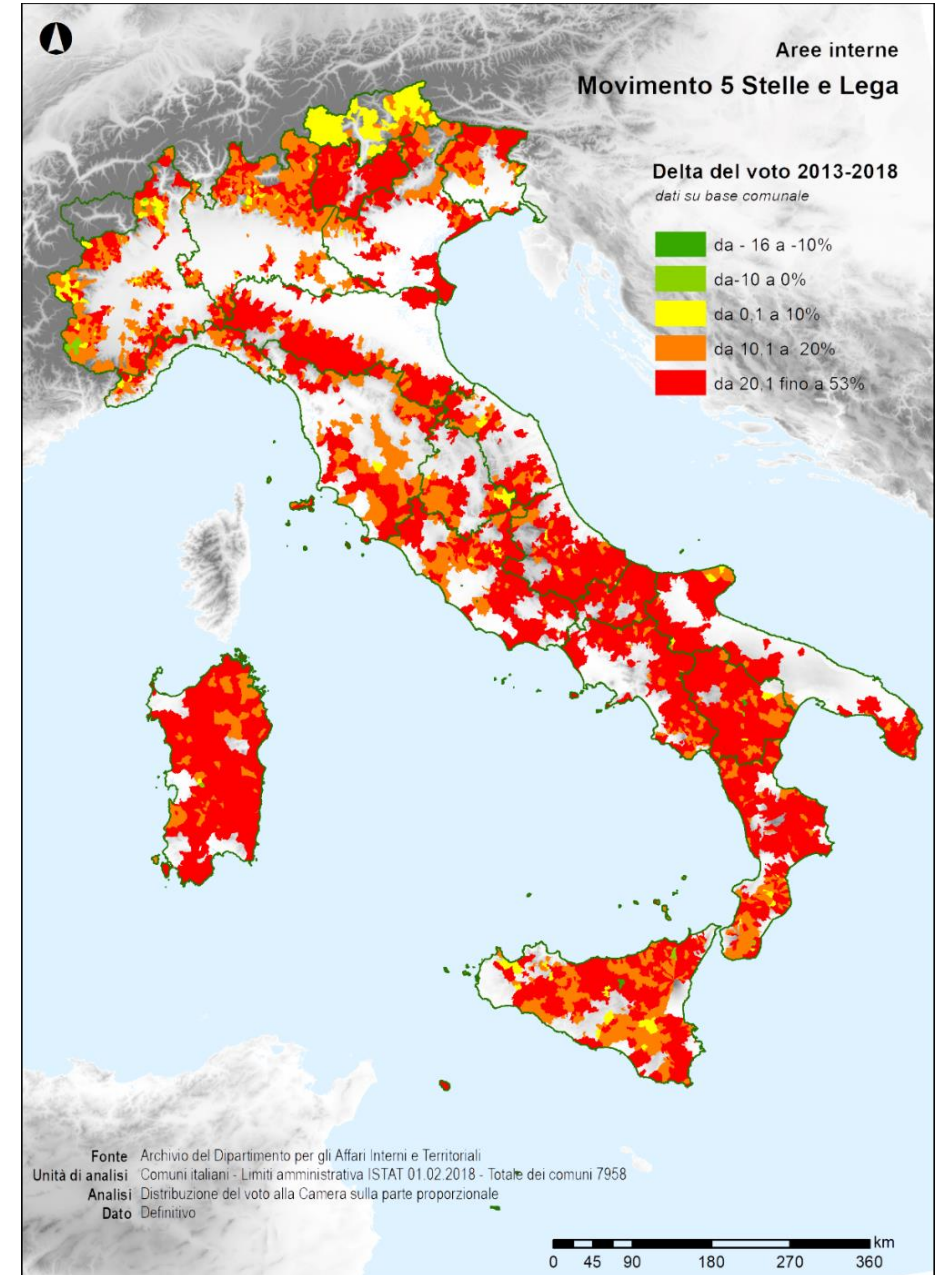 Aree interne
Movimento 5 Stelle e Lega
Delta del voto 2013-2018
dati su base comunale
da - 16 a -10%
da-10 a 0%
da 0,1 a 10%
da 10,1 a 20%
da 20,1 fino a 53%
Fonte Archivio del Dipartimento per gli Affari Interni e Territoriali
Unità di analisi Comuni italiani - Limiti amministrativa ISTAT 01.02.2018 - Totale dei comuni 7958
Analisi Distribuzione del voto alla Camera sulla parte proporzionale
Dato Definitivo
km
0 45 90 180 270 360